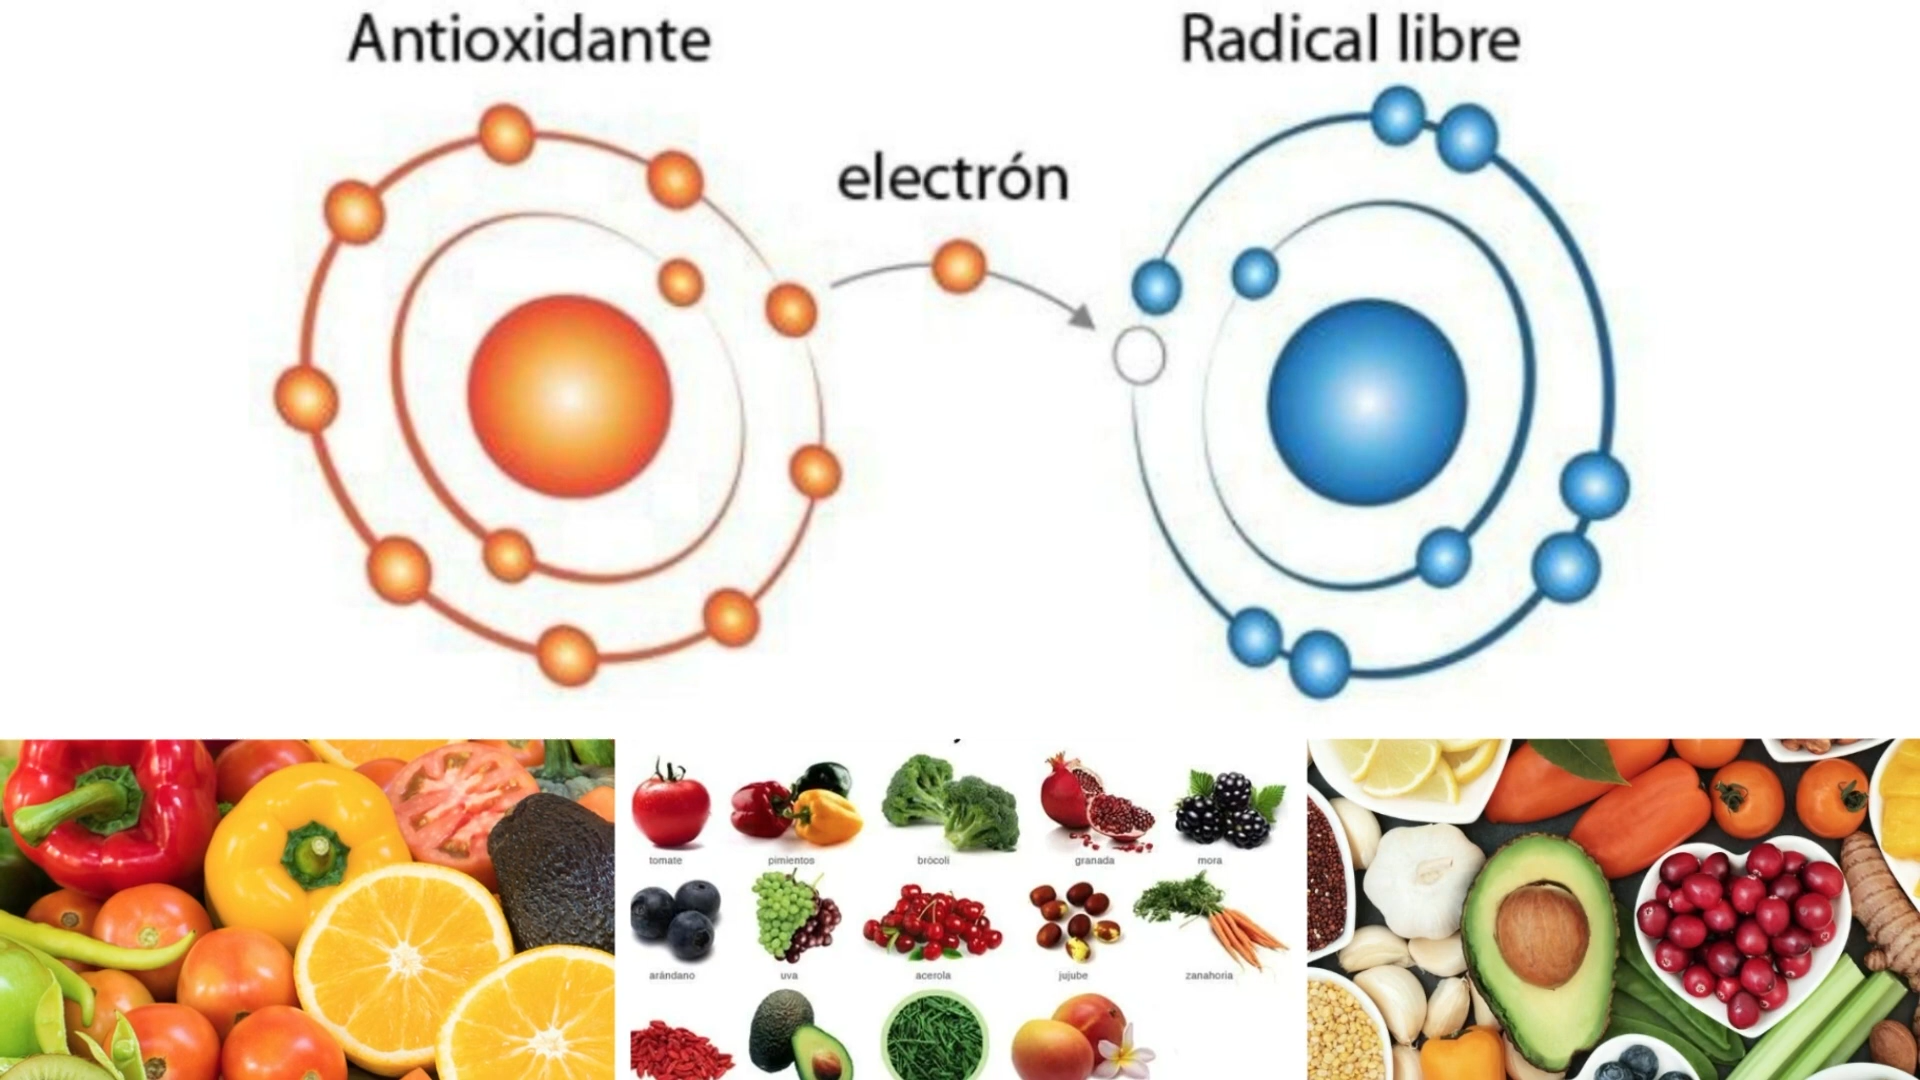 Antioxidante
Radical libre
electrón
tomate
pimientos
brócoli
granada
mora
arándano
uva
acerola
jujube
zanahoria